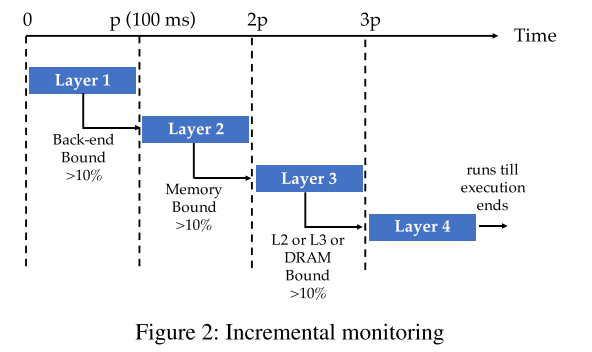 0
p (100 ms)
2p
3p
Time
Layer 1
Back-end
Bound
>10%
Layer 2
Memory
Bound
>10%
Layer 3
L2 or L3 or
DRAM
Bound
>10%
Layer 4
runs till
execution
ends
Figure 2: Incremental monitoring